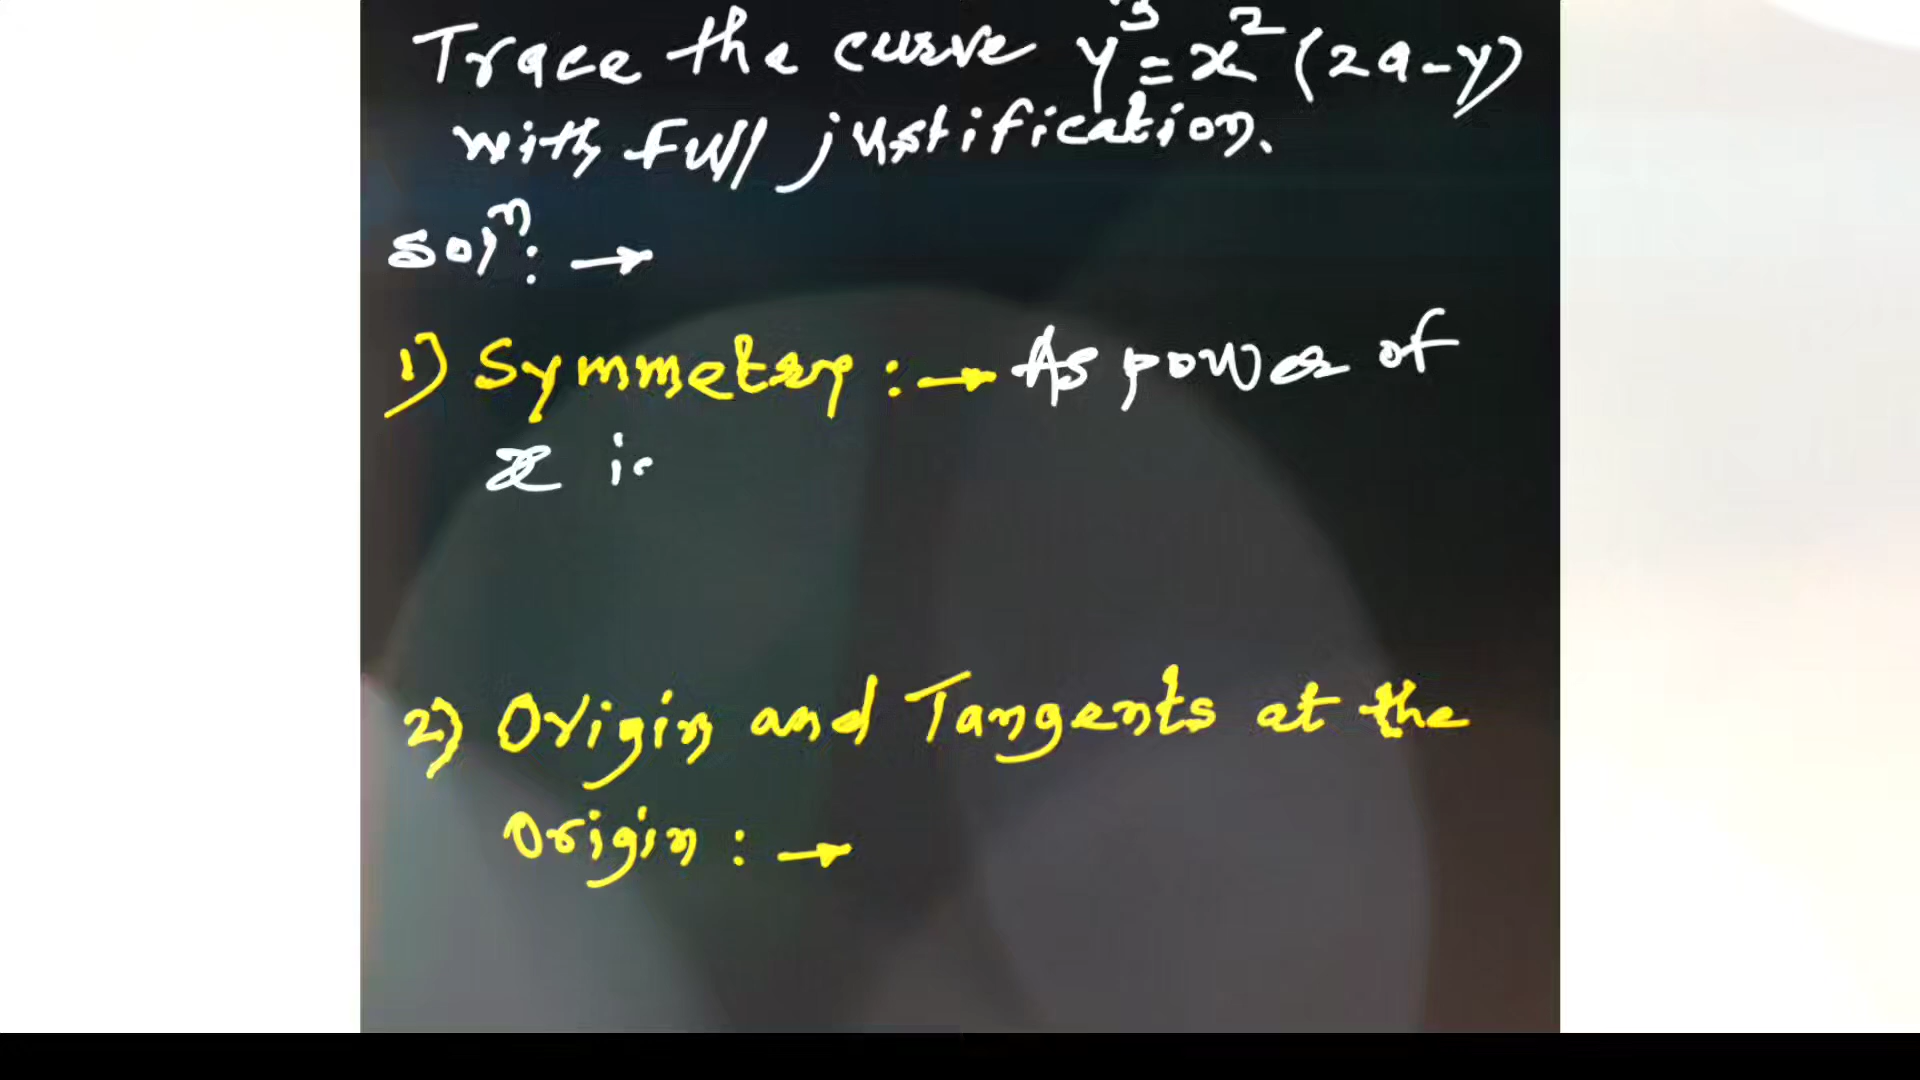 Trace the curve y³ = x² (2a-y)
with full justification.
Solⁿ: →
1) Symmetry : → As power of
x is
2) Origin and Tangents at the
Origin : →